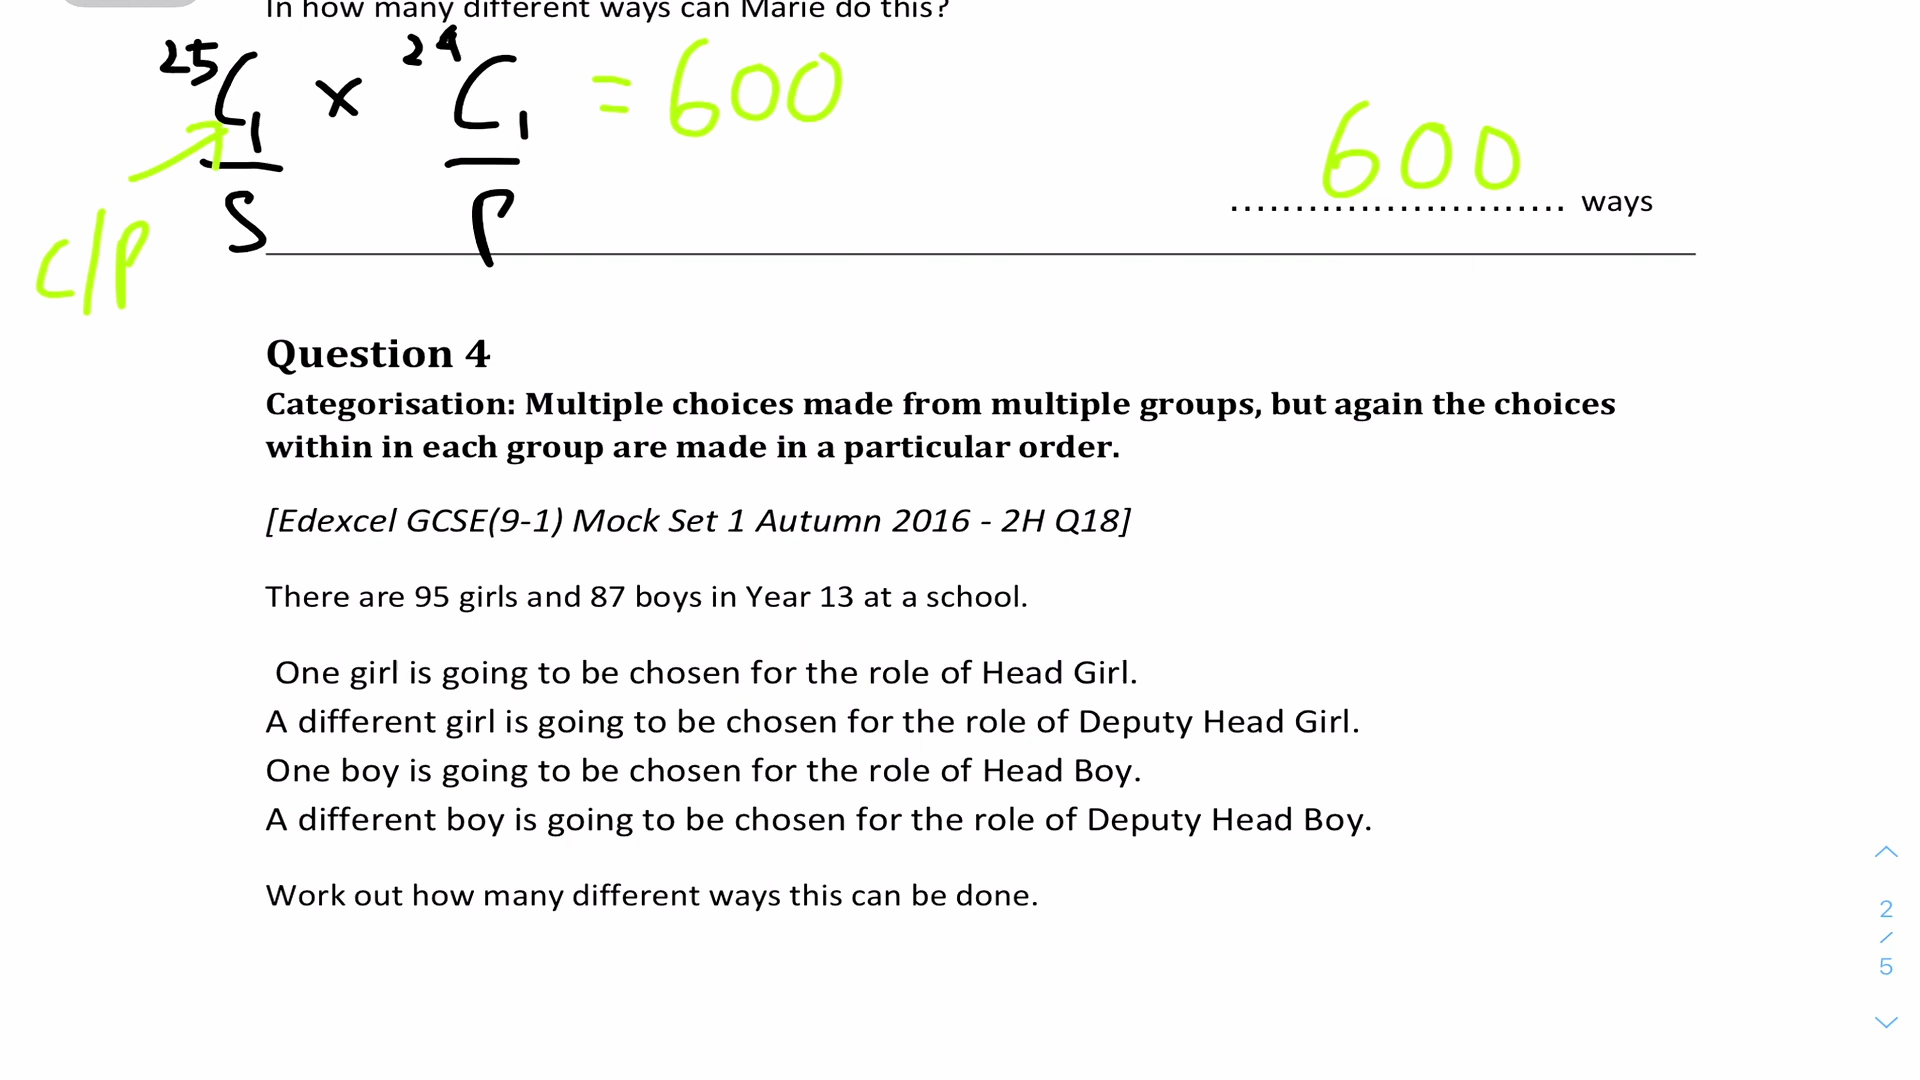 In how many different ways can Marie do this?
25C1 × 24C1 = 600
S P
C/P
600
.......................... ways
Question 4
Categorisation: Multiple choices made from multiple groups, but again the choices
within in each group are made in a particular order.
[Edexcel GCSE(9-1) Mock Set 1 Autumn 2016 - 2H Q18]
There are 95 girls and 87 boys in Year 13 at a school.
One girl is going to be chosen for the role of Head Girl.
A different girl is going to be chosen for the role of Deputy Head Girl.
One boy is going to be chosen for the role of Head Boy.
A different boy is going to be chosen for the role of Deputy Head Boy.
Work out how many different ways this can be done.
2
/
5